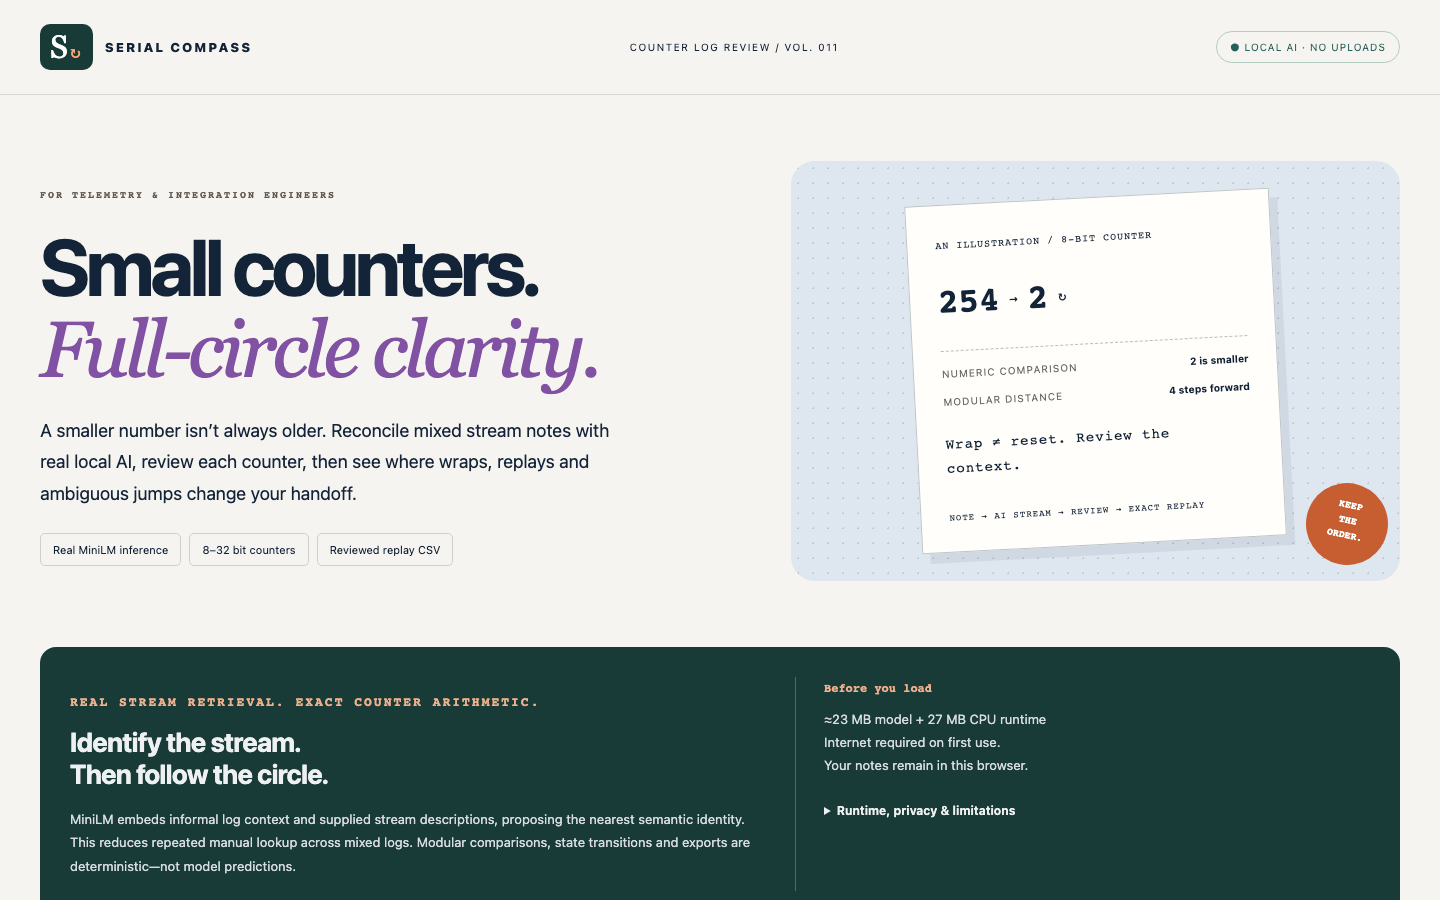 S↻
SERIAL COMPASS
COUNTER LOG REVIEW / VOL. 011
LOCAL AI · NO UPLOADS
FOR TELEMETRY & INTEGRATION ENGINEERS
Small counters.
Full-circle clarity.
A smaller number isn’t always older. Reconcile mixed stream notes with
real local AI, review each counter, then see where wraps, replays and
ambiguous jumps change your handoff.
Real MiniLM inference
8–32 bit counters
Reviewed replay CSV
AN ILLUSTRATION / 8-BIT COUNTER
254 → 2 ↻
NUMERIC COMPARISON 2 is smaller
MODULAR DISTANCE 4 steps forward
Wrap ≠ reset. Review the
context.
NOTE → AI STREAM → REVIEW → EXACT REPLAY
KEEP
THE
ORDER.
REAL STREAM RETRIEVAL. EXACT COUNTER ARITHMETIC.
Identify the stream.
Then follow the circle.
MiniLM embeds informal log context and supplied stream descriptions, proposing the nearest semantic identity.
This reduces repeated manual lookup across mixed logs. Modular comparisons, state transitions and exports are
deterministic—not model predictions.
Before you load
≈23 MB model + 27 MB CPU runtime
Internet required on first use.
Your notes remain in this browser.
Runtime, privacy & limitations